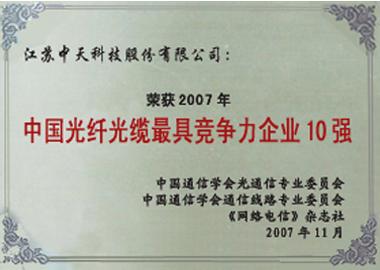 江苏中天科技股份有限公司：
荣获2007年
中国光纤光缆最具竞争力企业10强
中国通信学会光通信专业委员会
中国通信学会通信线路专业委员会
《网络电信》杂志社
2007年11月